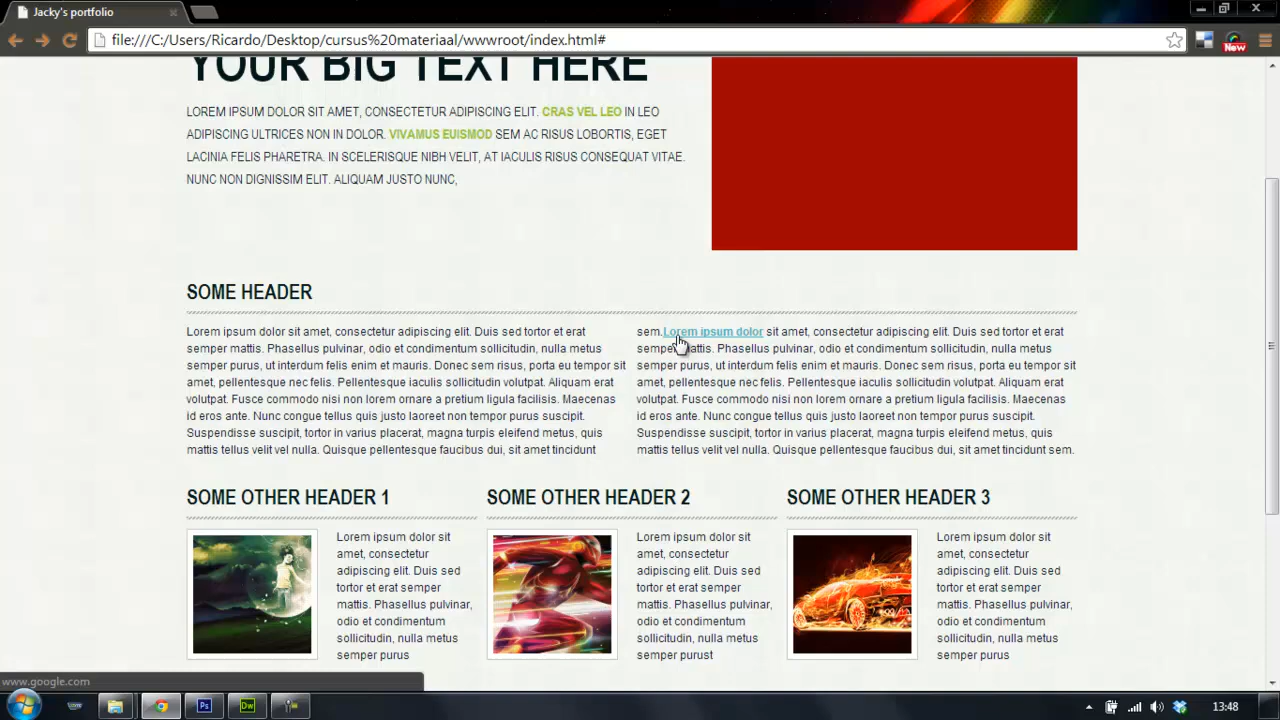 Jacky's portfolio
file:///C:/Users/Ricardo/Desktop/cursus%20materiaal/wwwroot/index.html#
New
YOUR BIG TEXT HERE
LOREM IPSUM DOLOR SIT AMET, CONSECTETUR ADIPISCING ELIT. CRAS VEL LEO IN LEO
ADIPISCING ULTRICES NON IN DOLOR. VIVAMUS EUISMOD SEM AC RISUS LOBORTIS, EGET
LACINIA FELIS PHARETRA. IN SCELERISQUE NIBH VELIT, AT IACULIS RISUS CONSEQUAT VITAE.
NUNC NON DIGNISSIM ELIT. ALIQUAM JUSTO NUNC,
SOME HEADER
Lorem ipsum dolor sit amet, consectetur adipiscing elit. Duis sed tortor et erat
semper mattis. Phasellus pulvinar, odio et condimentum sollicitudin, nulla metus
semper purus, ut interdum felis enim et mauris. Donec sem risus, porta eu tempor sit
amet, pellentesque nec felis. Pellentesque iaculis sollicitudin volutpat. Aliquam erat
volutpat. Fusce commodo nisi non lorem ornare a pretium ligula facilisis. Maecenas
id eros ante. Nunc congue tellus quis justo laoreet non tempor purus suscipit.
Suspendisse suscipit, tortor in varius placerat, magna turpis eleifend metus, quis
mattis tellus velit vel nulla. Quisque pellentesque faucibus dui, sit amet tincidunt
sem.Lorem ipsum dolor sit amet, consectetur adipiscing elit. Duis sed tortor et erat
semper mattis. Phasellus pulvinar, odio et condimentum sollicitudin, nulla metus
semper purus, ut interdum felis enim et mauris. Donec sem risus, porta eu tempor sit
amet, pellentesque nec felis. Pellentesque iaculis sollicitudin volutpat. Aliquam erat
volutpat. Fusce commodo nisi non lorem ornare a pretium ligula facilisis. Maecenas
id eros ante. Nunc congue tellus quis justo laoreet non tempor purus suscipit.
Suspendisse suscipit, tortor in varius placerat, magna turpis eleifend metus, quis
mattis tellus velit vel nulla. Quisque pellentesque faucibus dui, sit amet tincidunt sem.
SOME OTHER HEADER 1
Lorem ipsum dolor sit
amet, consectetur
adipiscing elit. Duis sed
tortor et erat semper
mattis. Phasellus pulvinar,
odio et condimentum
sollicitudin, nulla metus
semper purus
SOME OTHER HEADER 2
Lorem ipsum dolor sit
amet, consectetur
adipiscing elit. Duis sed
tortor et erat semper
mattis. Phasellus pulvinar,
odio et condimentum
sollicitudin, nulla metus
semper purust
SOME OTHER HEADER 3
Lorem ipsum dolor sit
amet, consectetur
adipiscing elit. Duis sed
tortor et erat semper
mattis. Phasellus pulvinar,
odio et condimentum
sollicitudin, nulla metus
semper purus
www.google.com
Ps
Dw
13:48